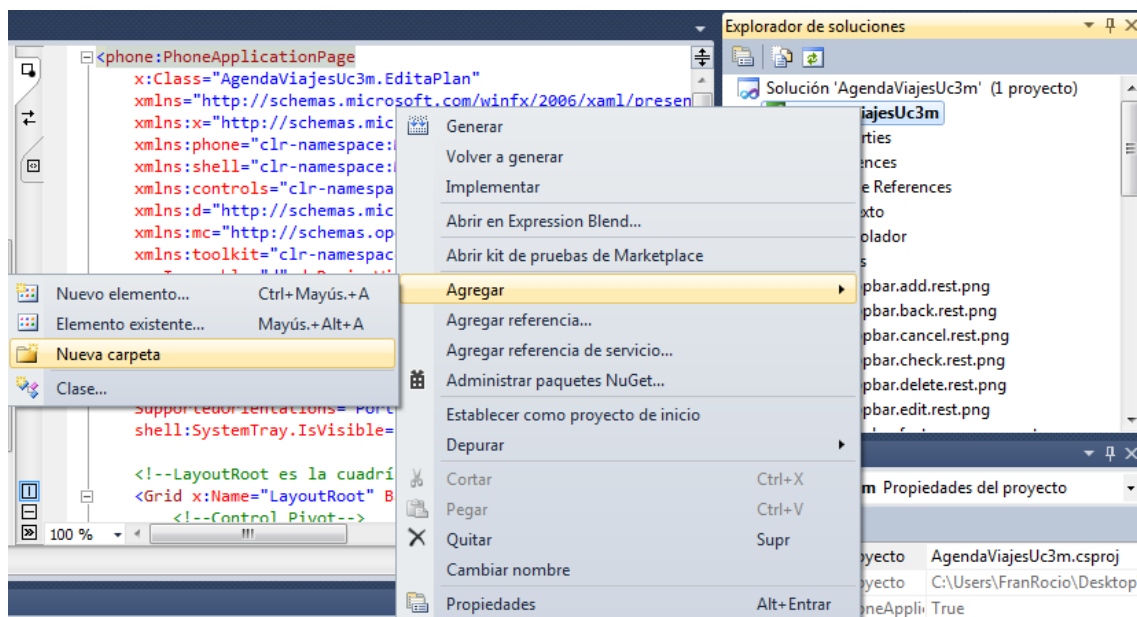 Explorador de soluciones
<phone:PhoneApplicationPage
x:Class="AgendaViajesUc3m.EditaPlan"
xmlns="http://schemas.microsoft.com/winfx/2006/xaml/presen
xmlns:x="http://schemas.mic
xmlns:phone="clr-namespace:
xmlns:shell="clr-namespace:
xmlns:controls="clr-namespa
xmlns:d="http://schemas.mic
xmlns:mc="http://schemas.op
xmlns:toolkit="clr-namespac
shell:SystemTray.IsVisible=
<!--LayoutRoot es la cuadrí
<Grid x:Name="LayoutRoot" B
<!--Control Pivot-->
100 %
Generar
Volver a generar
Implementar
Abrir en Expression Blend...
Abrir kit de pruebas de Marketplace
Agregar
Agregar referencia...
Agregar referencia de servicio...
Administrar paquetes NuGet...
Establecer como proyecto de inicio
Depurar
Cortar Ctrl+X
Pegar Ctrl+V
Quitar Supr
Cambiar nombre
Propiedades Alt+Entrar
Nuevo elemento... Ctrl+Mayús.+A
Elemento existente... Mayús.+Alt+A
Nueva carpeta
Clase...
Solución 'AgendaViajesUc3m' (1 proyecto)
iajesUc3m
rties
ences
e References
xto
olador
s
pbar.add.rest.png
pbar.back.rest.png
pbar.cancel.rest.png
pbar.check.rest.png
pbar.delete.rest.png
pbar.edit.rest.png
m Propiedades del proyecto
oyecto AgendaViajesUc3m.csproj
oyecto C:\Users\FranRocio\Desktop
oneAppli True